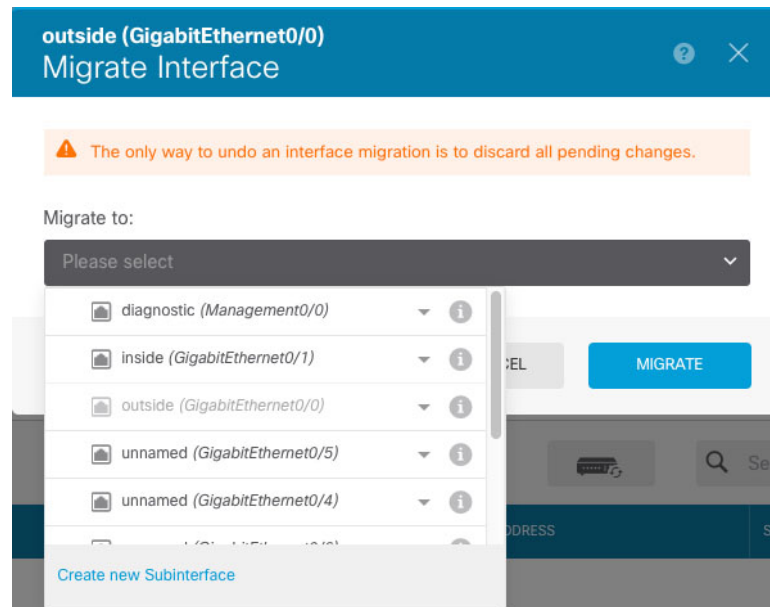 outside (GigabitEthernet0/0)
Migrate Interface
The only way to undo an interface migration is to discard all pending changes.
Migrate to:
Please select
diagnostic (Management0/0)
inside (GigabitEthernet0/1)
outside (GigabitEthernet0/0)
unnamed (GigabitEthernet0/5)
unnamed (GigabitEthernet0/4)
Create new Subinterface
MIGRATE